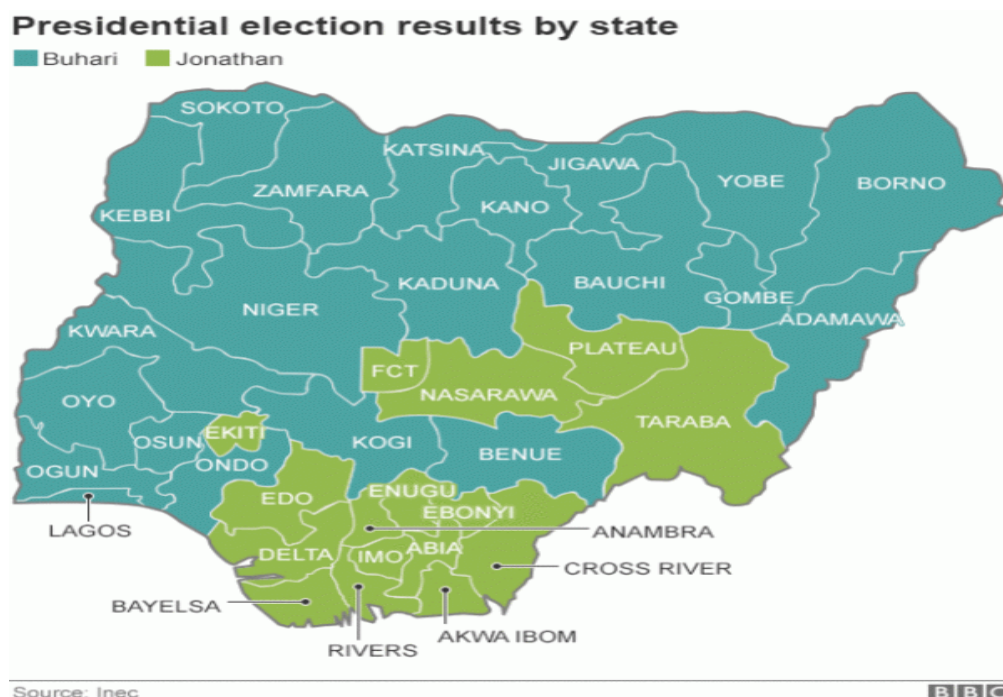 Presidential election results by state
Buhari Jonathan
SOKOTO
KATSINA
JIGAWA
YOBE
BORNO
ZAMFARA
KANO
KEBBI
KADUNA
BAUCHI
GOMBE
NIGER
ADAMAWA
KWARA
PLATEAU
FCT
NASARAWA
OYO
TARABA
OSUN
EKITI
KOGI
BENUE
OGUN
ONDO
EDO
ENUGU
EBONYI
LAGOS
ANAMBRA
DELTA
IMO
ABIA
CROSS RIVER
BAYELSA
AKWA IBOM
RIVERS
Source: Inec
BBC